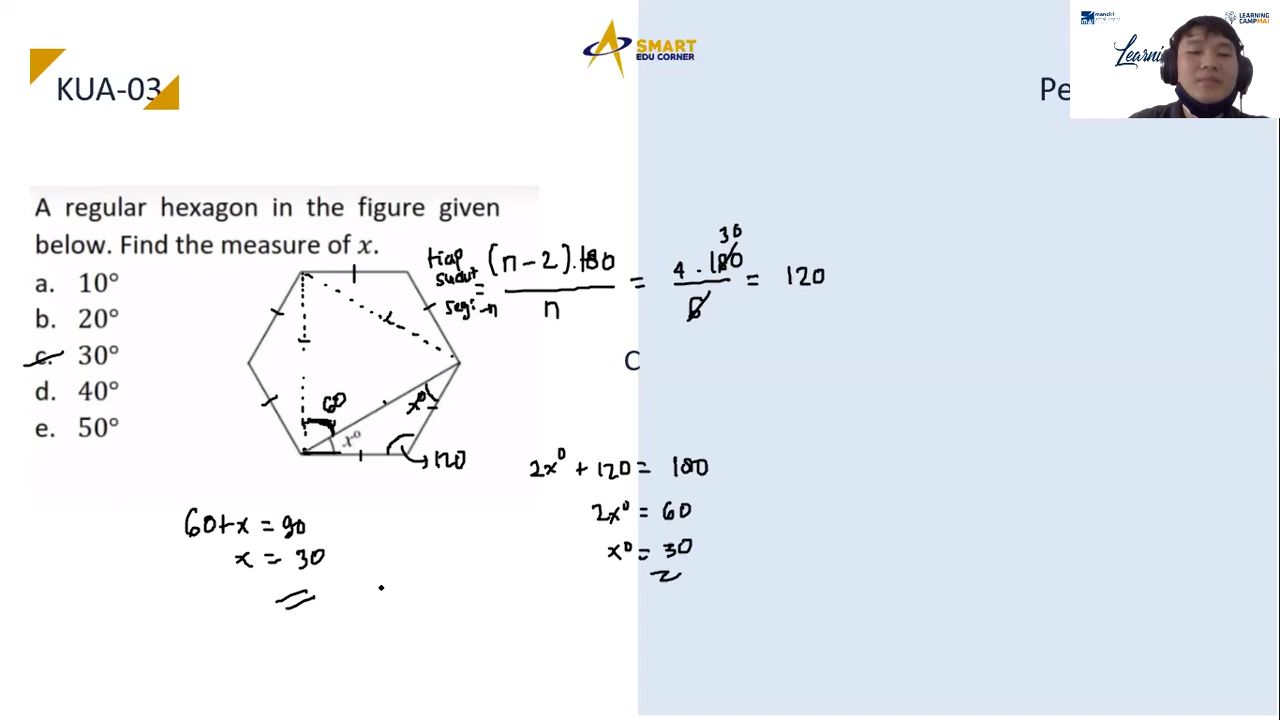 SMART
EDU CORNER
LEARNING
CAMP
KUA-03
Pe
A regular hexagon in the figure given
below. Find the measure of x.
a. 10°
b. 20°
c. 30°
d. 40°
e. 50°
tiap sudut segi-n = (n-2).180 / n = 4.180 / 6 = 120
30
C
60
x°
x°
120
2x° + 120 = 180
2x° = 60
x° = 30
60+x = 90
x = 30